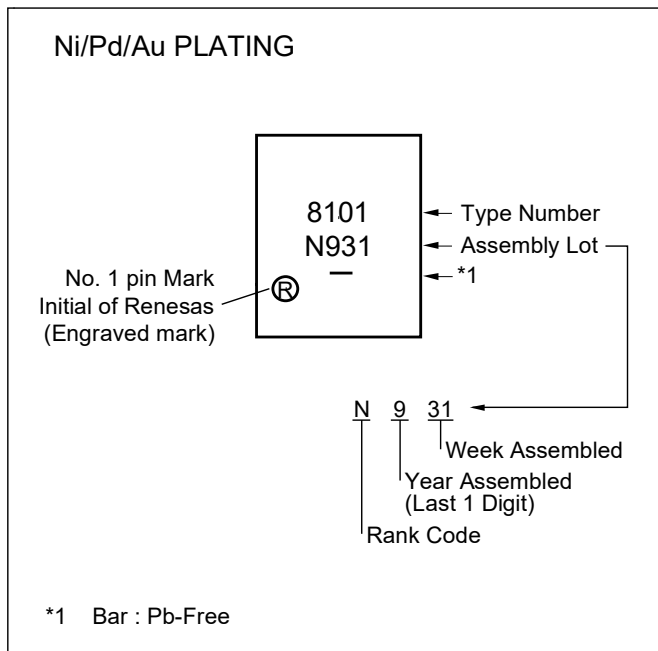 Ni/Pd/Au PLATING
8101
N931
—
Type Number
Assembly Lot
*1
No. 1 pin Mark
Initial of Renesas
(Engraved mark)
R
N 9 31
Week Assembled
Year Assembled
(Last 1 Digit)
Rank Code
*1 Bar : Pb-Free